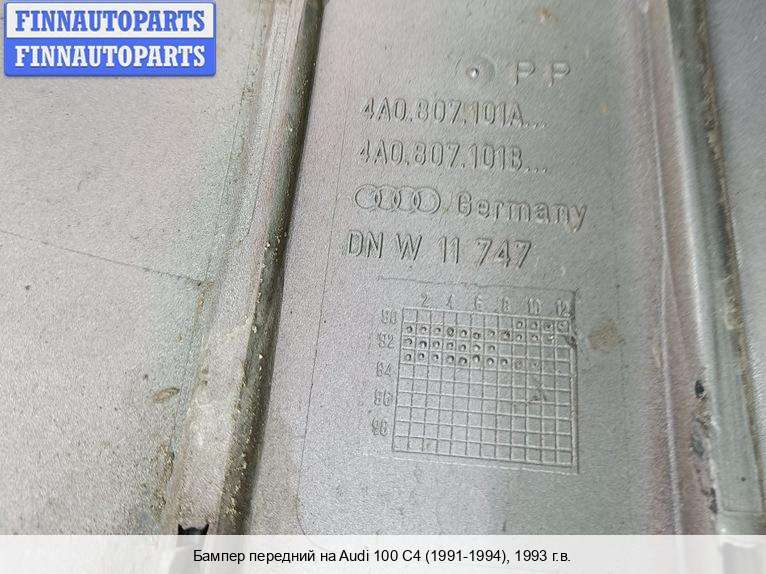 FINNAUTOPARTS
FINNAUTOPARTS
PP
4A0.807.101A...
4A0.807.101B...
Germany
DN W 11 747
2 4 6 8 10 12
90
92
94
96
98
Бампер передний на Audi 100 C4 (1991-1994), 1993 г.в.